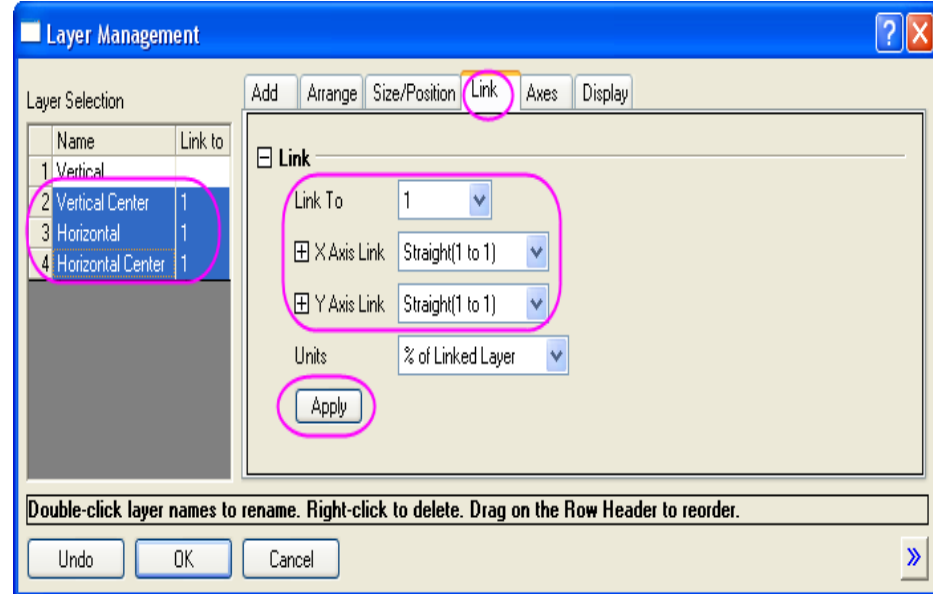 Layer Management
Layer Selection
Add Arrange Size/Position Link Axes Display
Name Link to
1 Vertical
2 Vertical Center 1
3 Horizontal 1
4 Horizontal Center 1
Link
Link To 1
X Axis Link Straight(1 to 1)
Y Axis Link Straight(1 to 1)
Units % of Linked Layer
Apply
Double-click layer names to rename. Right-click to delete. Drag on the Row Header to reorder.
Undo OK Cancel